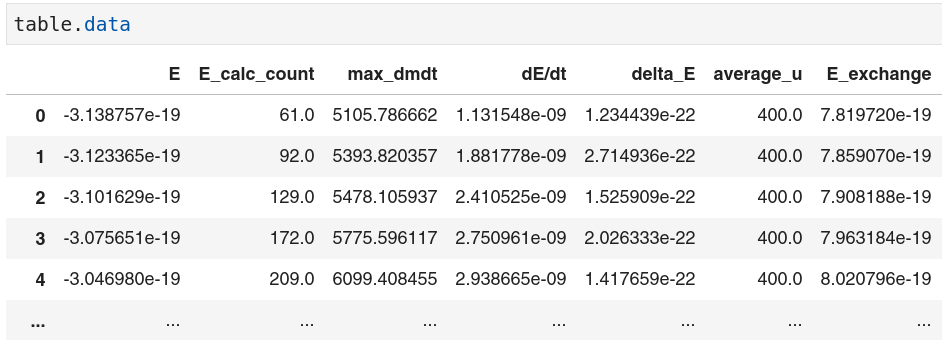 table.data
E E_calc_count max_dmdt dE/dt delta_E average_u E_exchange
0 -3.138757e-19 61.0 5105.786662 1.131548e-09 1.234439e-22 400.0 7.819720e-19
1 -3.123365e-19 92.0 5393.820357 1.881778e-09 2.714936e-22 400.0 7.859070e-19
2 -3.101629e-19 129.0 5478.105937 2.410525e-09 1.525909e-22 400.0 7.908188e-19
3 -3.075651e-19 172.0 5775.596117 2.750961e-09 2.026333e-22 400.0 7.963184e-19
4 -3.046980e-19 209.0 6099.408455 2.938665e-09 1.417659e-22 400.0 8.020796e-19
... ... ... ... ... ... ... ...